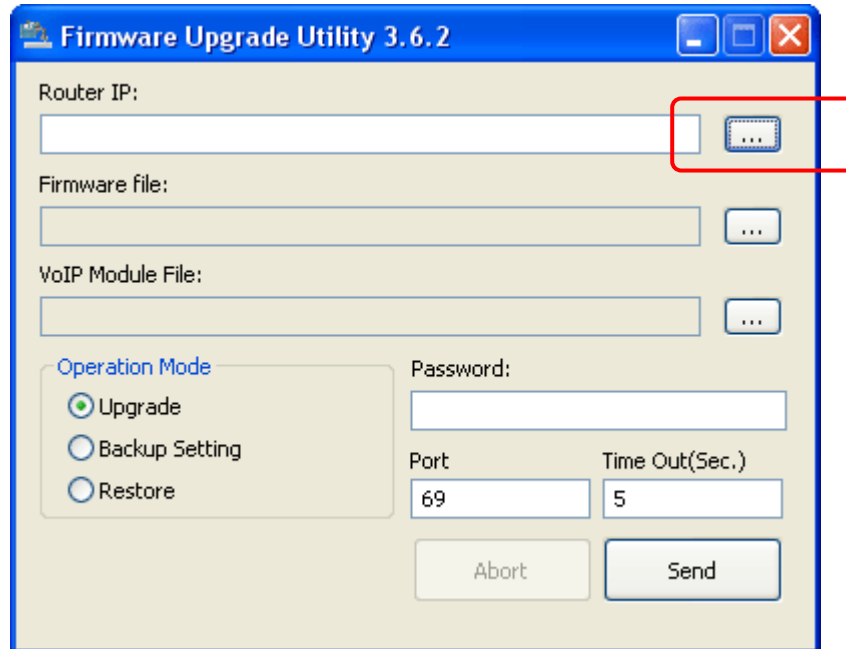 Firmware Upgrade Utility 3.6.2
Router IP:
...
Firmware file:
...
VoIP Module File:
...
Operation Mode
Upgrade
Backup Setting
Restore
Password:
Port
Time Out(Sec.)
69
5
Abort
Send